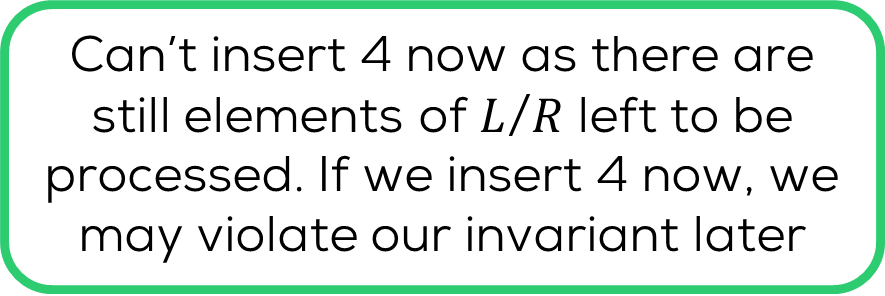 Can’t insert 4 now as there are
still elements of L/R left to be
processed. If we insert 4 now, we
may violate our invariant later